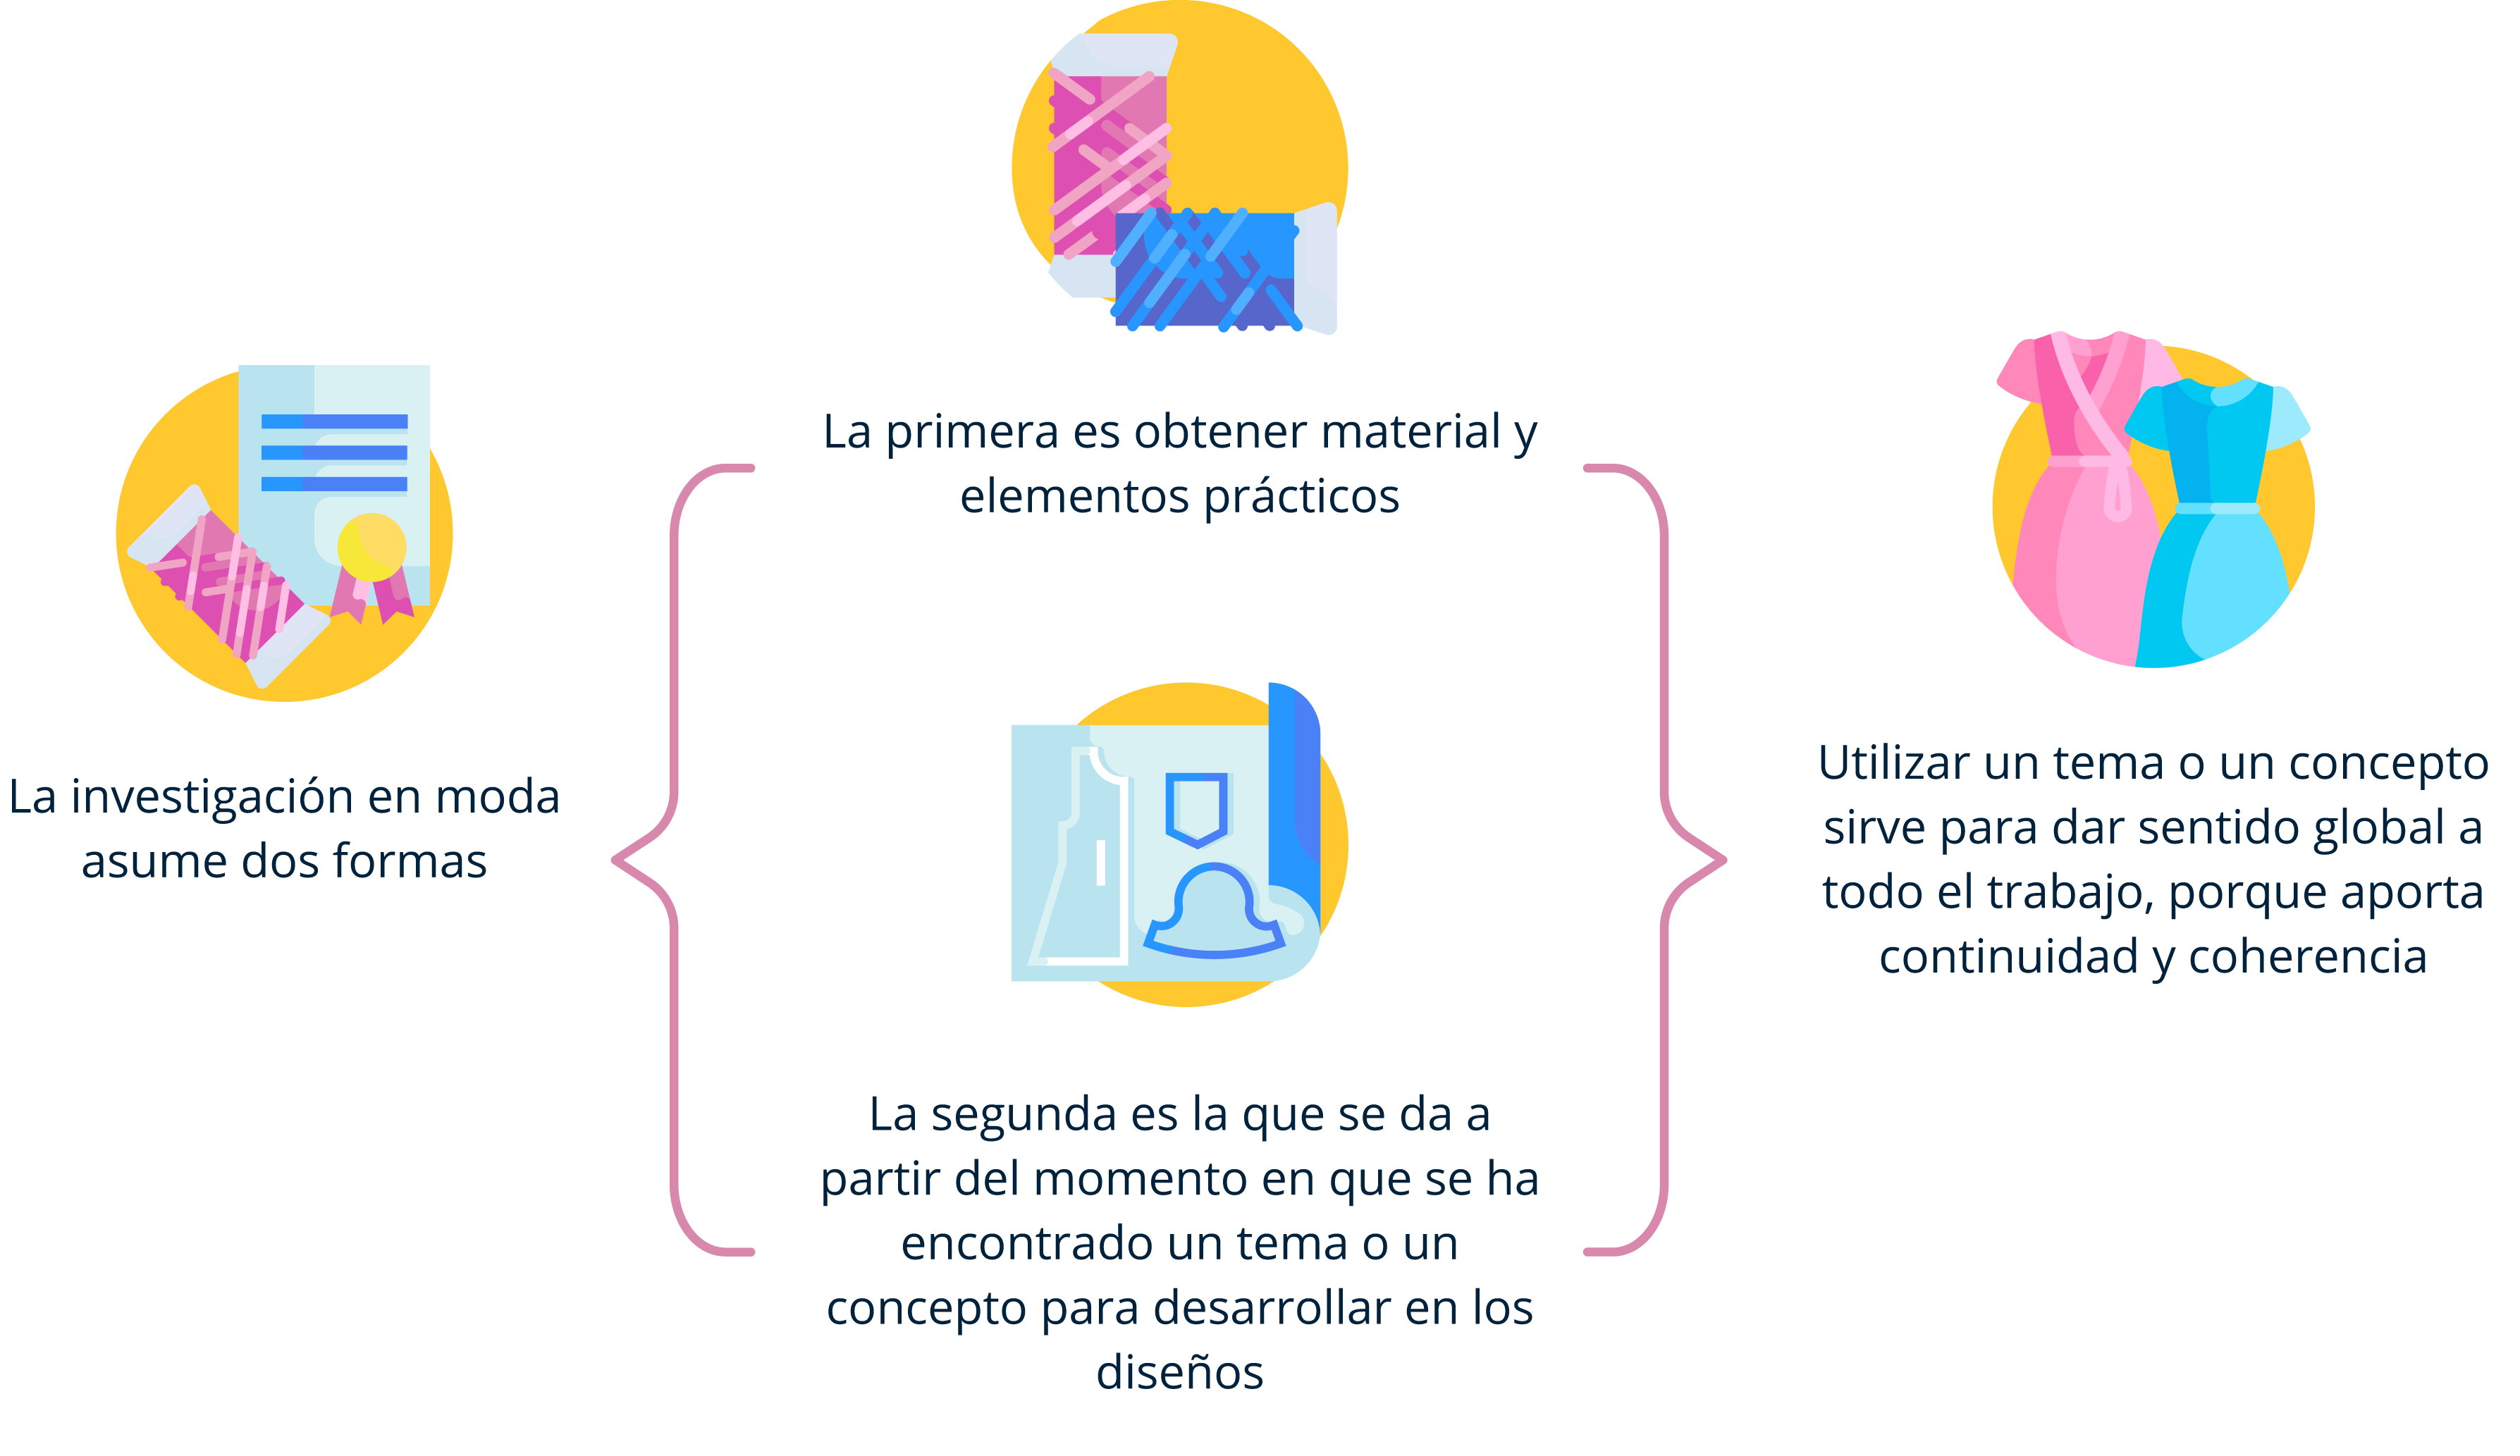 La investigación en moda
asume dos formas
La primera es obtener material y
elementos prácticos
La segunda es la que se da a
partir del momento en que se ha
encontrado un tema o un
concepto para desarrollar en los
diseños
Utilizar un tema o un concepto
sirve para dar sentido global a
todo el trabajo, porque aporta
continuidad y coherencia